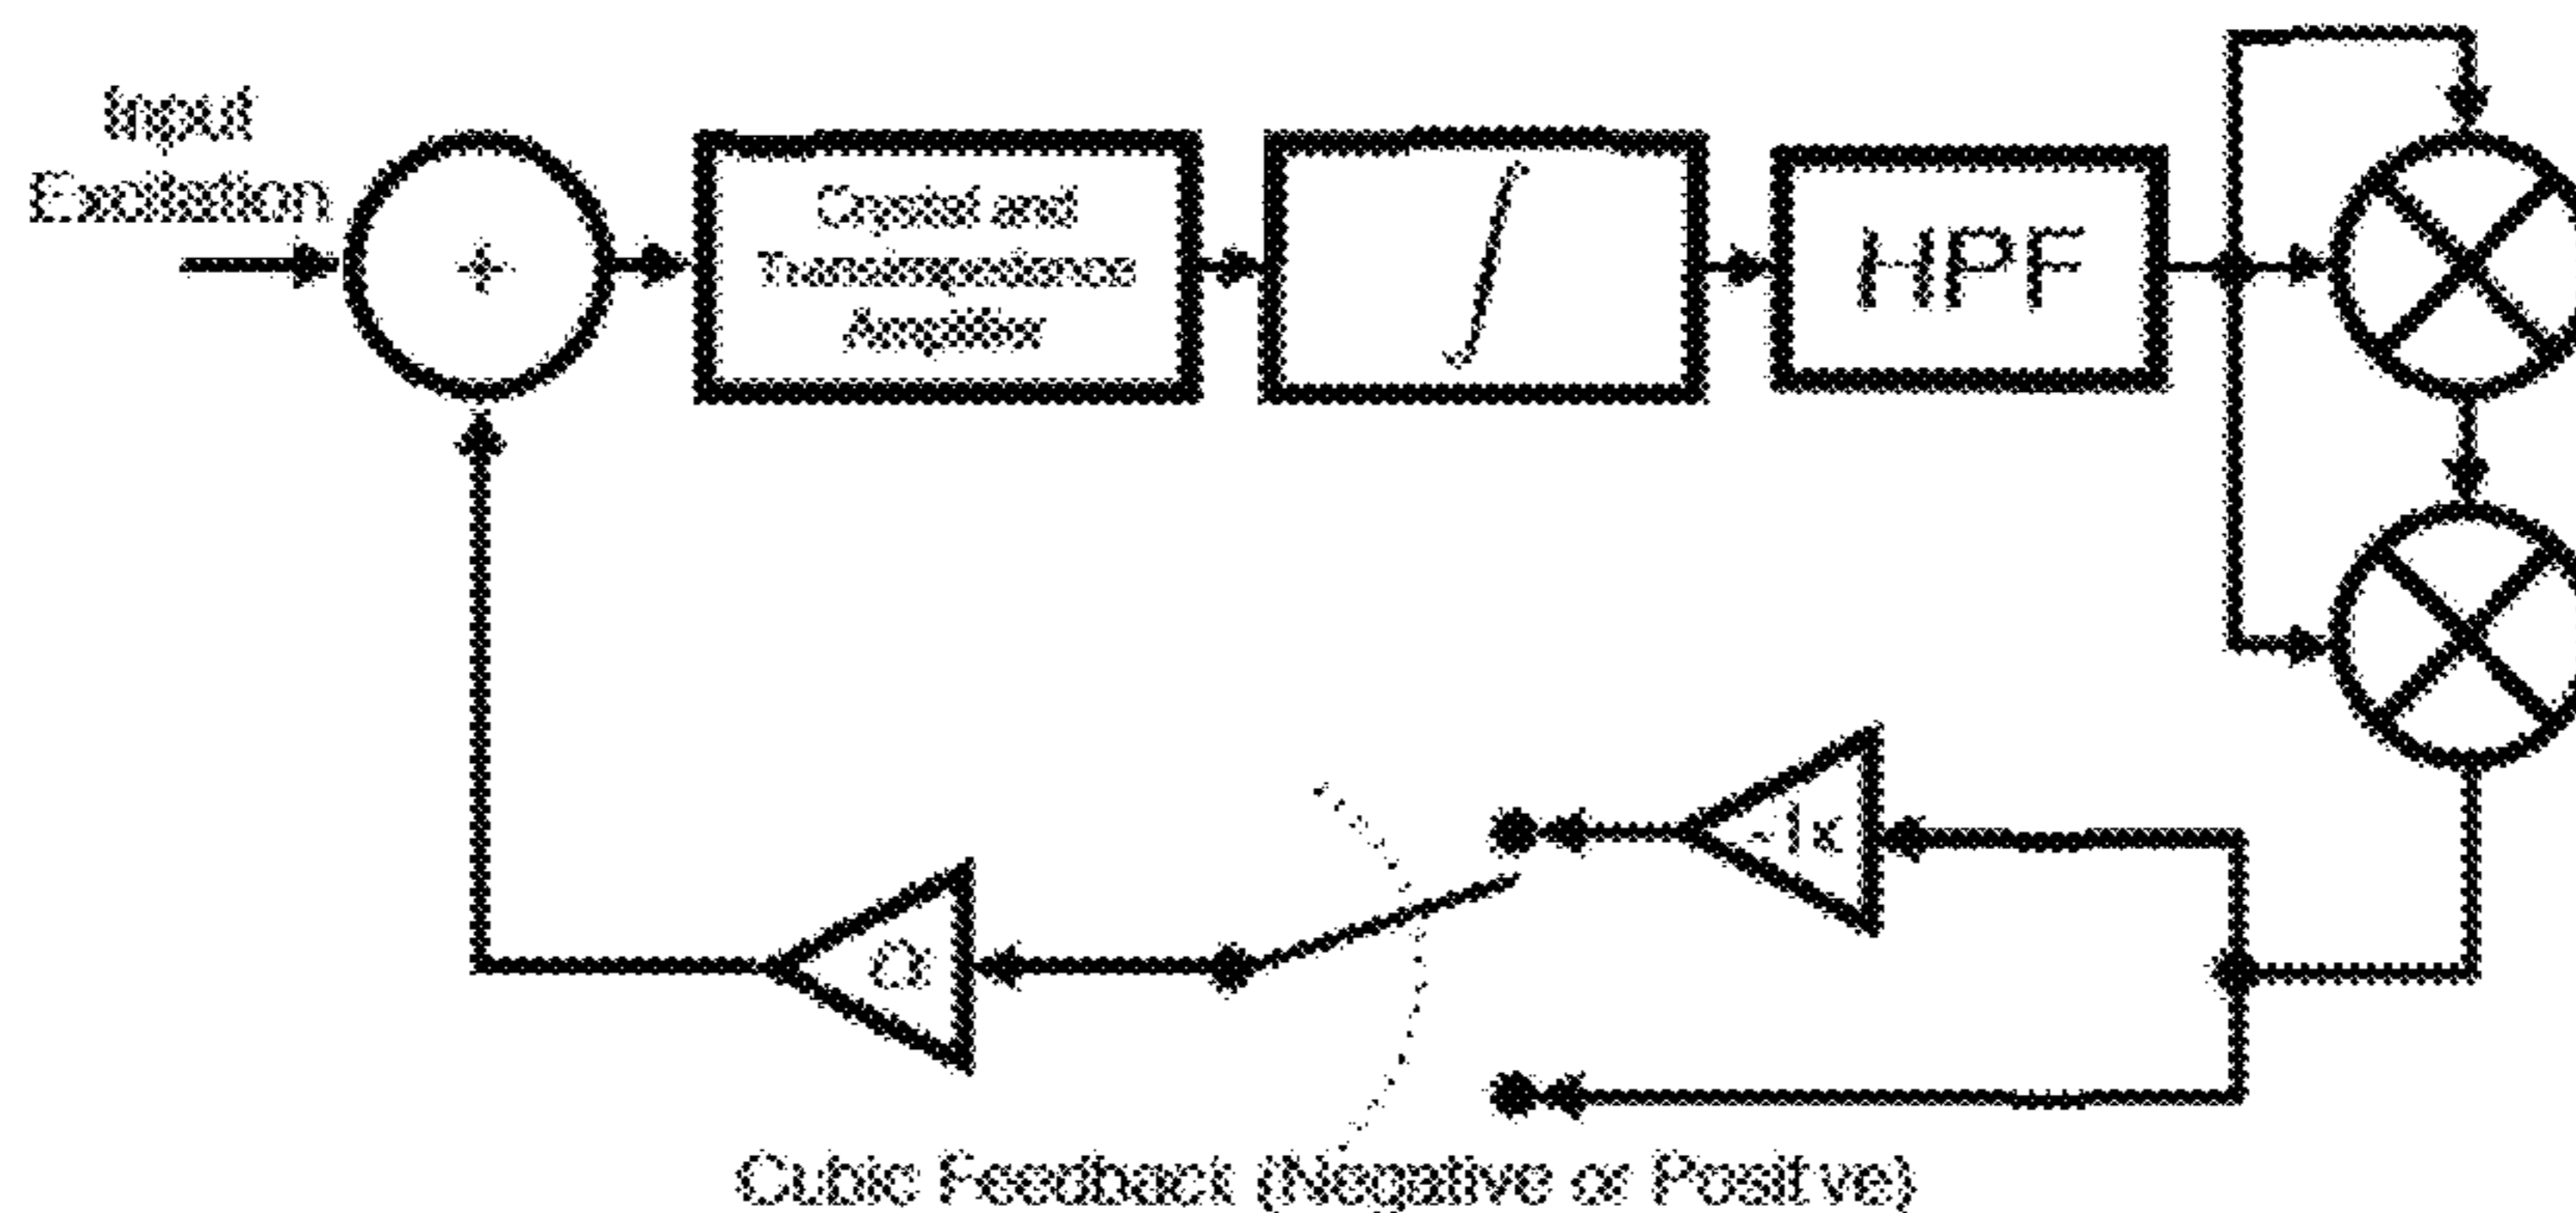 Input
Excitation
+
Crystal and
Transimpedance
Amplifier
∫
HPF
-1x
α
Cubic Feedback (Negative or Positive)